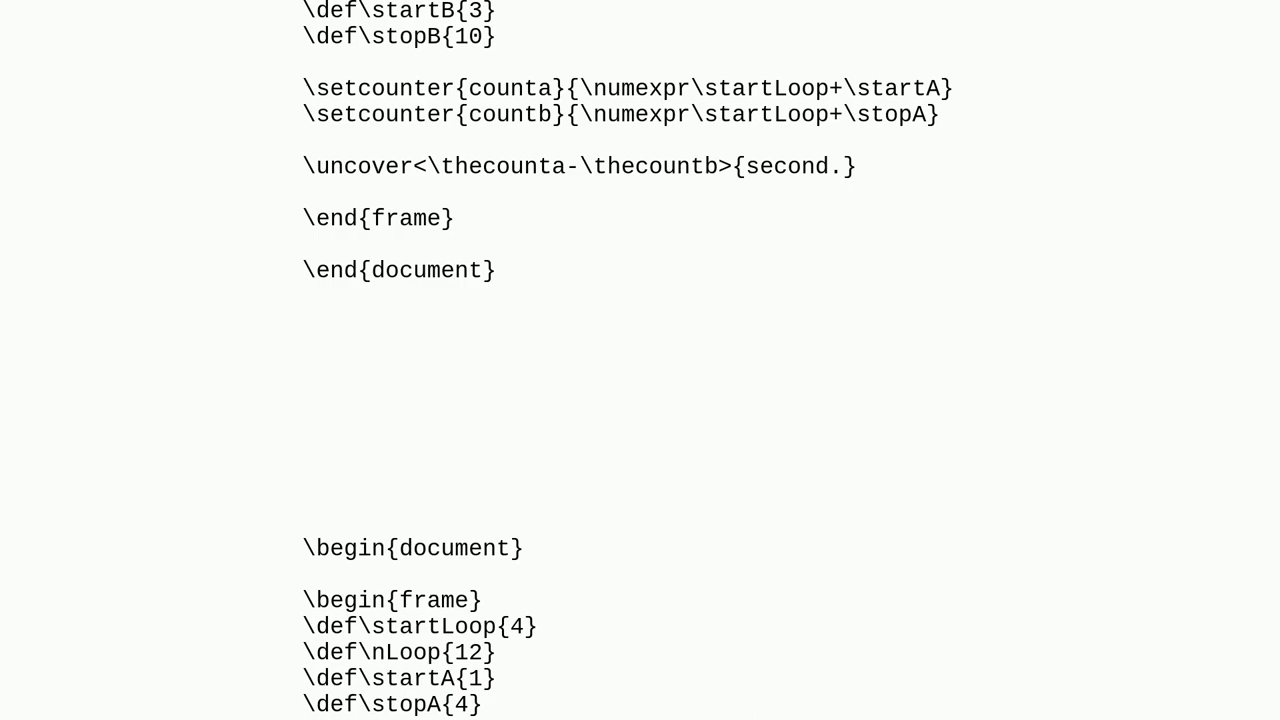 \def\startB{3}
\def\stopB{10}
\setcounter{counta}{\numexpr\startLoop+\startA}
\setcounter{countb}{\numexpr\startLoop+\stopA}
\uncover<\thecounta-\thecountb>{second.}
\end{frame}
\end{document}
\begin{document}
\begin{frame}
\def\startLoop{4}
\def\nLoop{12}
\def\startA{1}
\def\stopA{4}